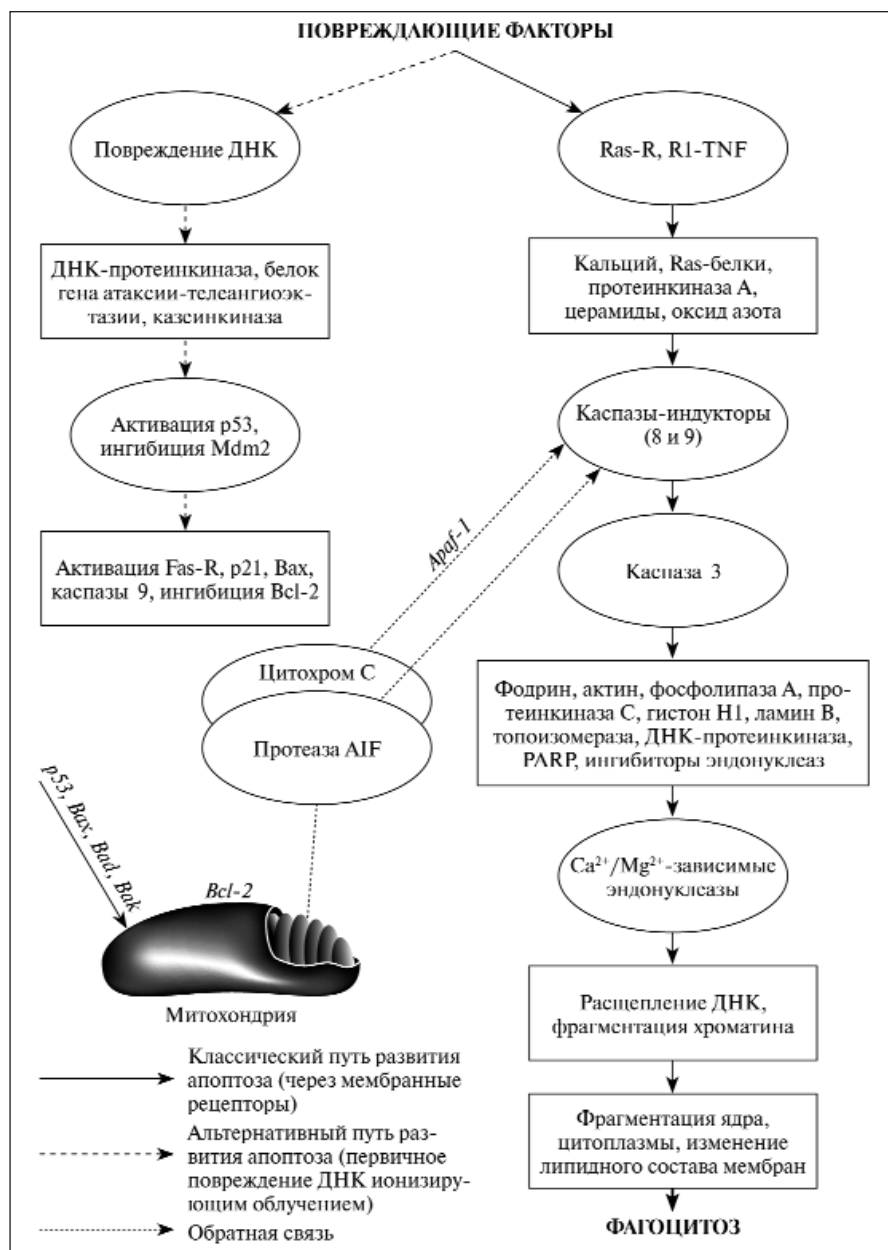 ПОВРЕЖДАЮЩИЕ ФАКТОРЫ
Повреждение ДНК
ДНК-протеинкиназа, белок
гена атаксии-телеангиоэк-
тазии, казеинкиназа
Активация p53,
ингибиция Mdm2
Активация Fas-R, p21, Bax,
каспазы 9, ингибиция Bcl-2
Ras-R, R1-TNF
Кальций, Ras-белки,
протеинкиназа А,
церамиды, оксид азота
Каспазы-индукторы
(8 и 9)
Apaf-1
Каспаза 3
Цитохром С
Протеаза AIF
Фодрин, актин, фосфолипаза А, про-
теинкиназа С, гистон Н1, ламин В,
топоизомераза, ДНК-протеинкиназа,
PARP, ингибиторы эндонуклеаз
p53, Bax, Bad, Bak
Bcl-2
Митохондрия
Ca²⁺/Mg²⁺-зависимые
эндонуклеазы
Расщепление ДНК,
фрагментация хроматина
Фрагментация ядра,
цитоплазмы, изменение
липидного состава мембран
ФАГОЦИТОЗ
Классический путь развития
апоптоза (через мембранные
рецепторы)
Альтернативный путь раз-
вития апоптоза (первичное
повреждение ДНК ионизиру-
ющим облучением)
Обратная связь